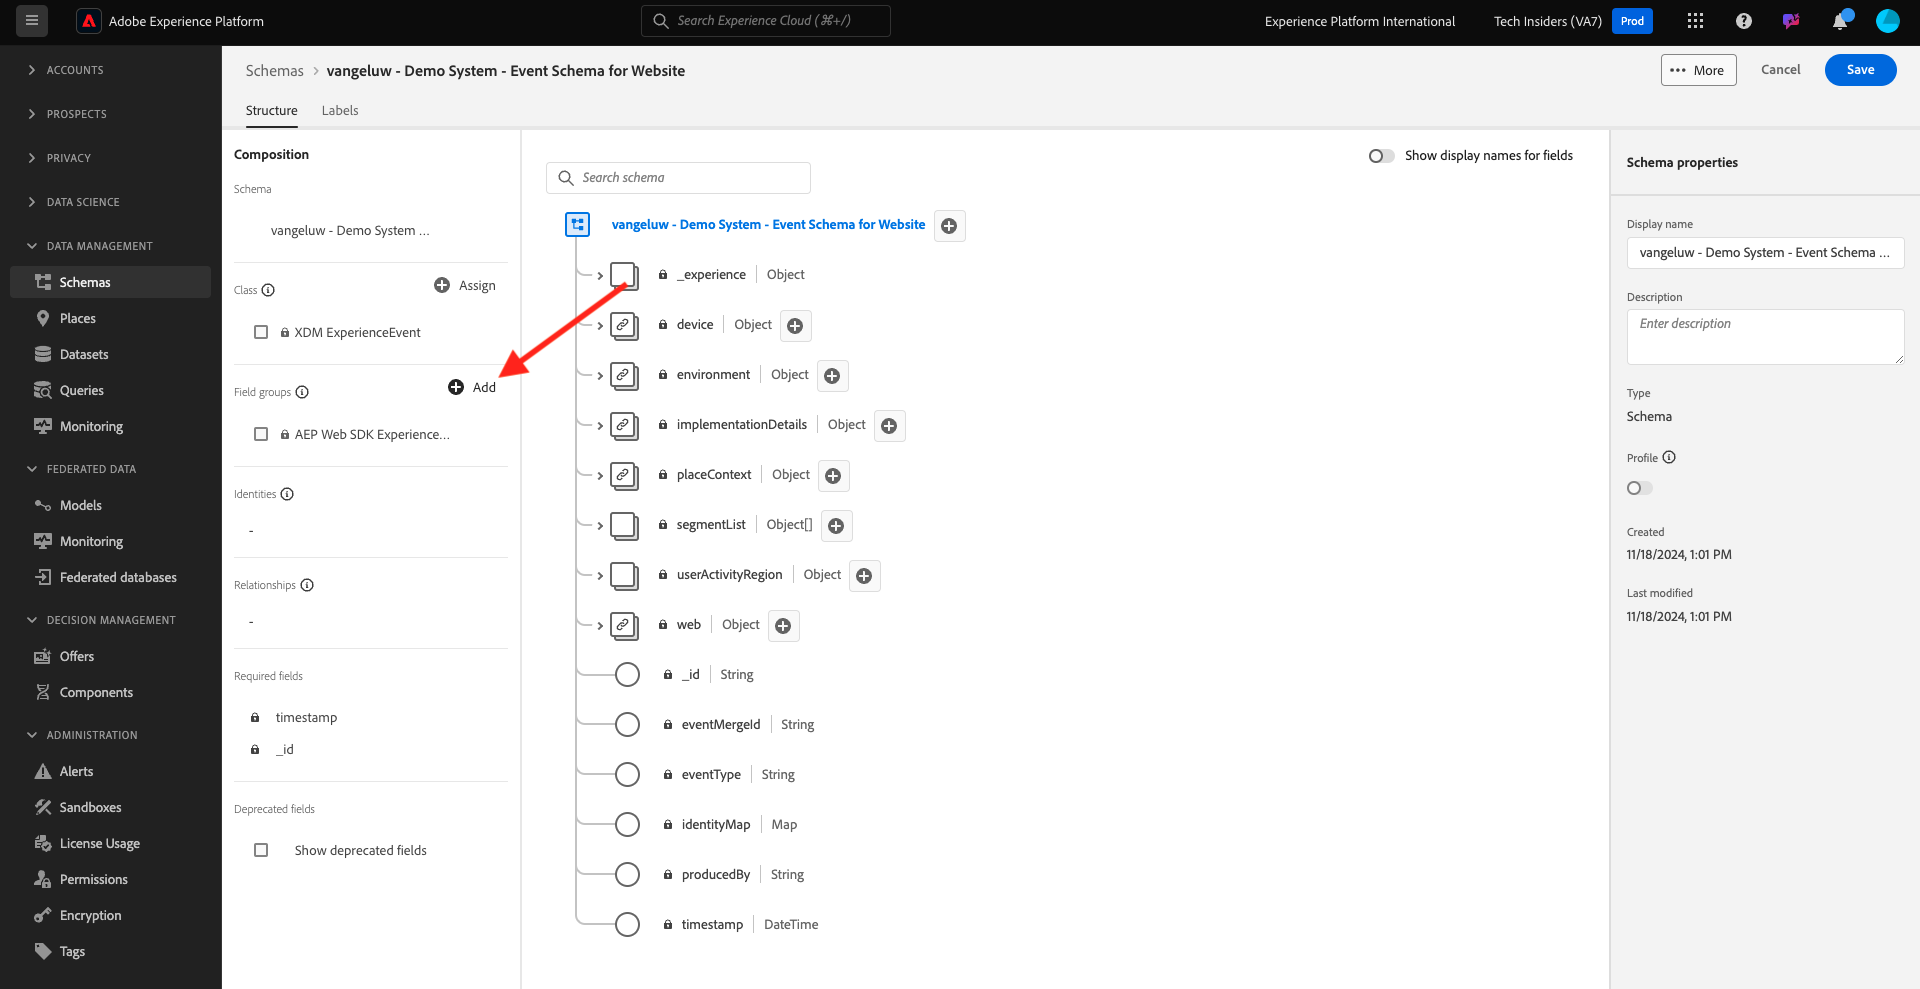 Adobe Experience Platform
Search Experience Cloud (⌘+/)
Experience Platform International
Tech Insiders (VA7)
Prod
ACCOUNTS
PROSPECTS
PRIVACY
DATA SCIENCE
DATA MANAGEMENT
Schemas
Places
Datasets
Queries
Monitoring
FEDERATED DATA
Models
Monitoring
Federated databases
DECISION MANAGEMENT
Offers
Components
ADMINISTRATION
Alerts
Sandboxes
License Usage
Permissions
Encryption
Tags
Schemas > vangeluw - Demo System - Event Schema for Website
More
Cancel
Save
Structure
Labels
Composition
Schema
vangeluw - Demo System ...
Class
Assign
XDM ExperienceEvent
Field groups
Add
AEP Web SDK Experience...
Identities
-
Relationships
-
Required fields
timestamp
_id
Deprecated fields
Show deprecated fields
Search schema
Show display names for fields
vangeluw - Demo System - Event Schema for Website
_experience | Object
device | Object
environment | Object
implementationDetails | Object
placeContext | Object
segmentList | Object[]
userActivityRegion | Object
web | Object
_id | String
eventMergeId | String
eventType | String
identityMap | Map
producedBy | String
timestamp | DateTime
Schema properties
Display name
vangeluw - Demo System - Event Schema ...
Description
Enter description
Type
Schema
Profile
Created
11/18/2024, 1:01 PM
Last modified
11/18/2024, 1:01 PM